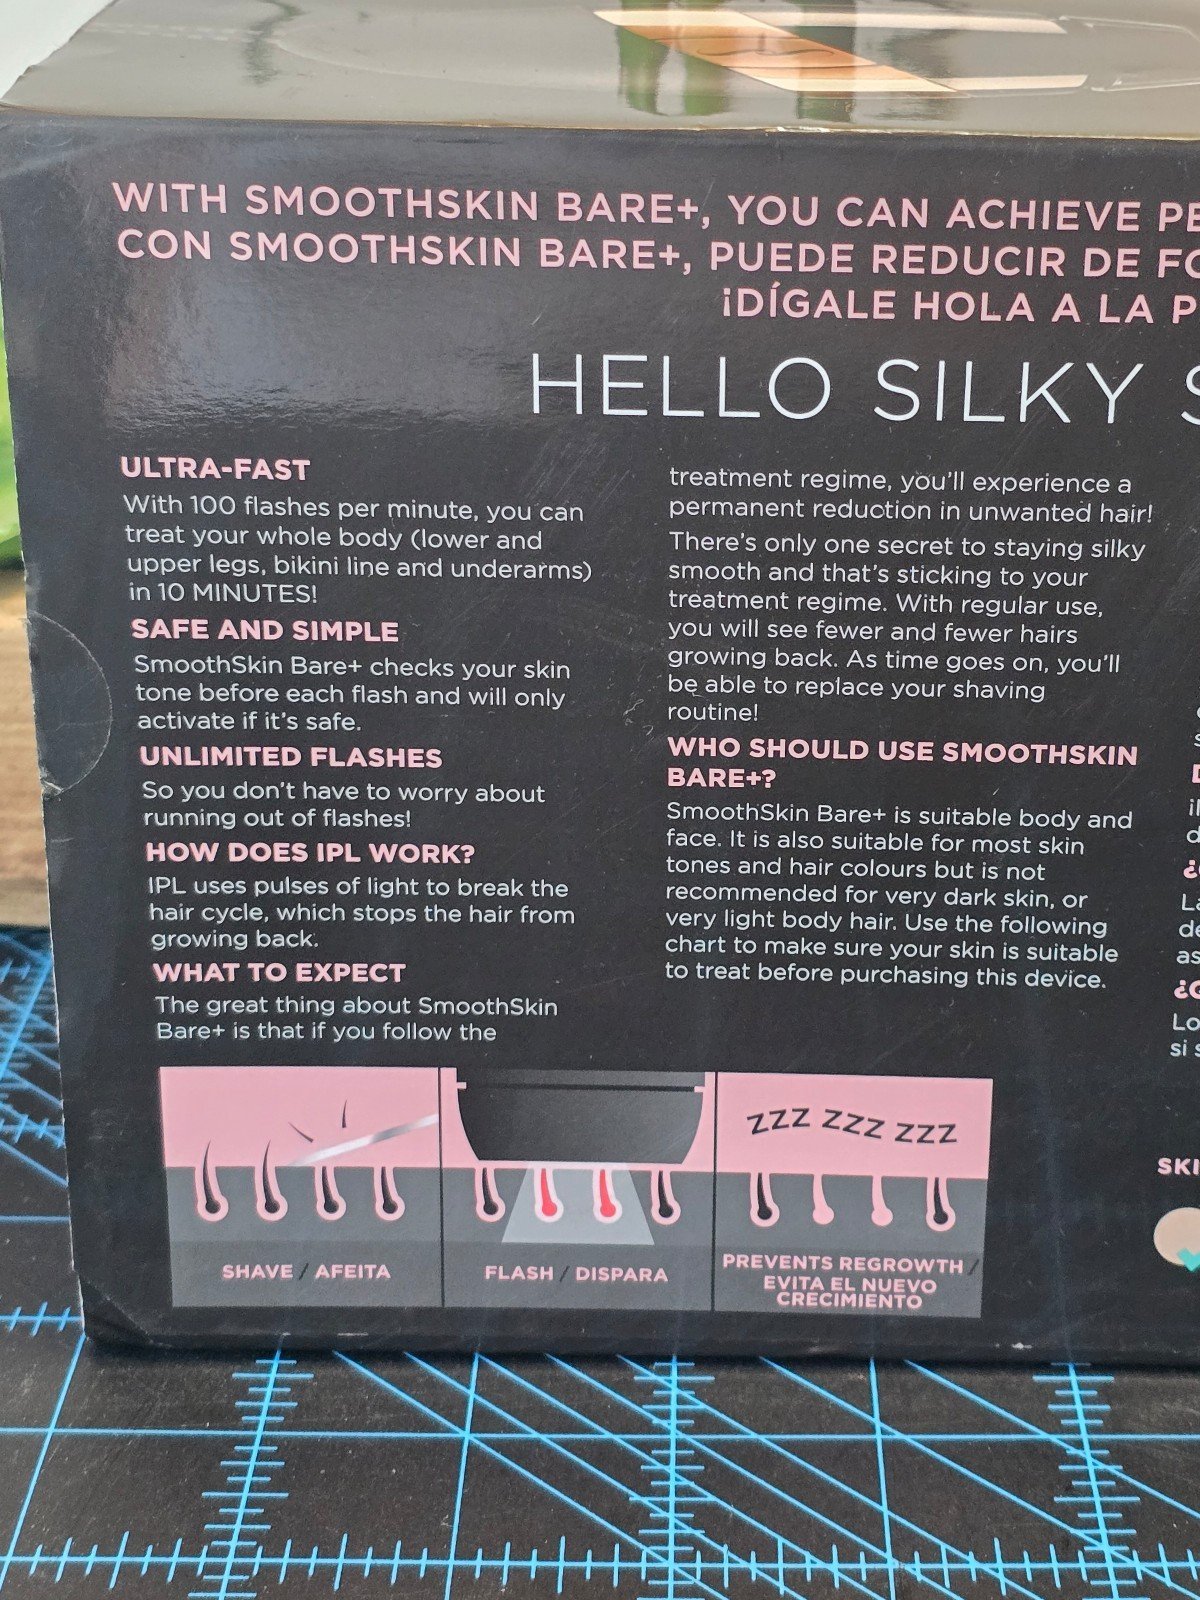 WITH SMOOTHSKIN BARE+, YOU CAN ACHIEVE
CON SMOOTHSKIN BARE+, PUEDE REDUCIR DE
¡DÍGALE HOLA A LA
HELLO SILKY
ULTRA-FAST
With 100 flashes per minute, you can
treat your whole body (lower and
upper legs, bikini line and underarms)
in 10 MINUTES!
SAFE AND SIMPLE
SmoothSkin Bare+ checks your skin
tone before each flash and will only
activate if it's safe.
UNLIMITED FLASHES
So you don't have to worry about
running out of flashes!
HOW DOES IPL WORK?
IPL uses pulses of light to break the
hair cycle, which stops the hair from
growing back.
WHAT TO EXPECT
The great thing about SmoothSkin
Bare+ is that if you follow the
treatment regime, you'll experience a
permanent reduction in unwanted hair!
There's only one secret to staying silky
smooth and that's sticking to your
treatment regime. With regular use,
you will see fewer and fewer hairs
growing back. As time goes on, you'll
be able to replace your shaving
routine!
WHO SHOULD USE SMOOTHSKIN
BARE+?
SmoothSkin Bare+ is suitable body and
face. It is also suitable for most skin
tones and hair colours but is not
recommended for very dark skin, or
very light body hair. Use the following
chart to make sure your skin is suitable
to treat before purchasing this device.
si
SHAVE / AFEITA
FLASH / DISPARA
ZZZ ZZZ ZZZ
PREVENTS REGROWTH /
EVITA EL NUEVO
CRECIMIENTO